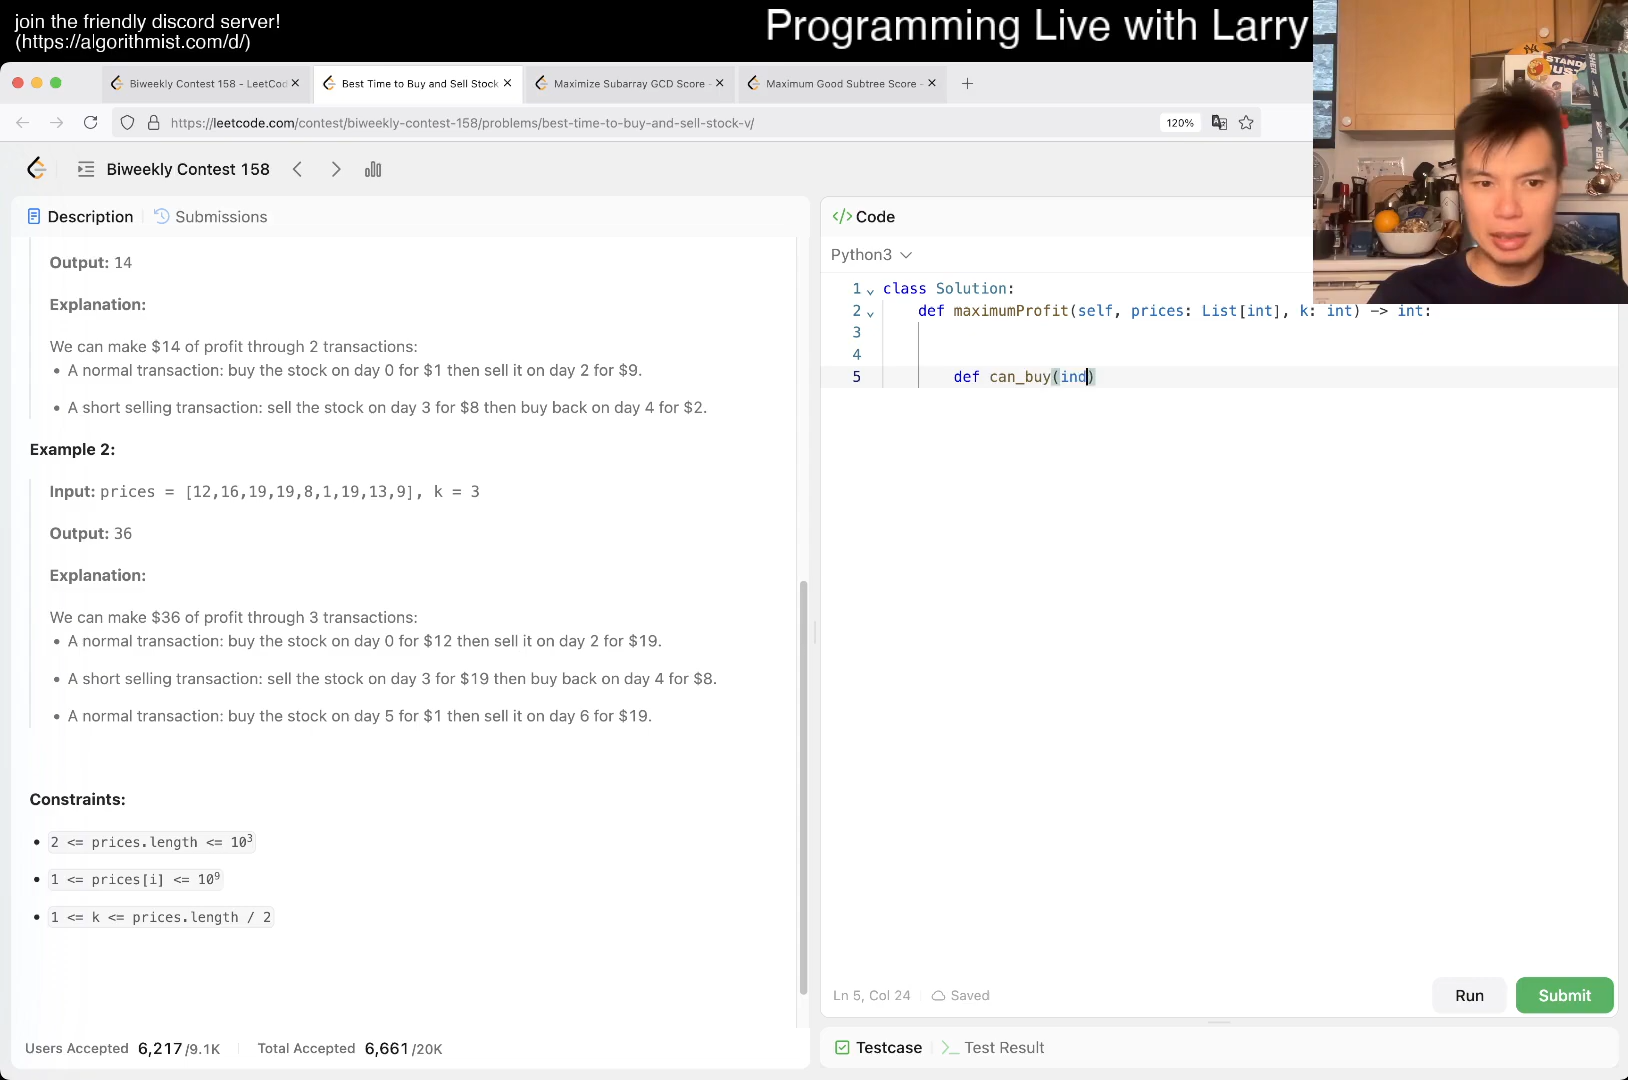 join the friendly discord server!
(https://algorithmist.com/d/)
Programming Live with Larry
Biweekly Contest 158 - LeetCod
Best Time to Buy and Sell Stock
Maximize Subarray GCD Score -
Maximum Good Subtree Score -
https://leetcode.com/contest/biweekly-contest-158/problems/best-time-to-buy-and-sell-stock-v/
120%
Biweekly Contest 158
Description
Submissions
Output: 14
Explanation:
We can make $14 of profit through 2 transactions:
• A normal transaction: buy the stock on day 0 for $1 then sell it on day 2 for $9.
• A short selling transaction: sell the stock on day 3 for $8 then buy back on day 4 for $2.
Example 2:
Input: prices = [12,16,19,19,8,1,19,13,9], k = 3
Output: 36
Explanation:
We can make $36 of profit through 3 transactions:
• A normal transaction: buy the stock on day 0 for $12 then sell it on day 2 for $19.
• A short selling transaction: sell the stock on day 3 for $19 then buy back on day 4 for $8.
• A normal transaction: buy the stock on day 5 for $1 then sell it on day 6 for $19.
Constraints:
• 2 <= prices.length <= 10³
• 1 <= prices[i] <= 10⁹
• 1 <= k <= prices.length / 2
Users Accepted 6,217/9.1K
Total Accepted 6,661/20K
</> Code
Python3
1 class Solution:
2 def maximumProfit(self, prices: List[int], k: int) -> int:
3
4
5 def can_buy(ind)
Ln 5, Col 24
Saved
Run
Submit
Testcase
Test Result
STAND